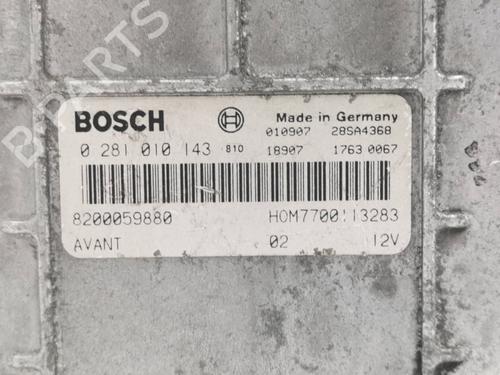 B-PARTS
BOSCH
Made in Germany
010907 28SA4368
0 281 010 143 810 18907 1763 0067
8200059880 HOM7700113283
AVANT 02 12V